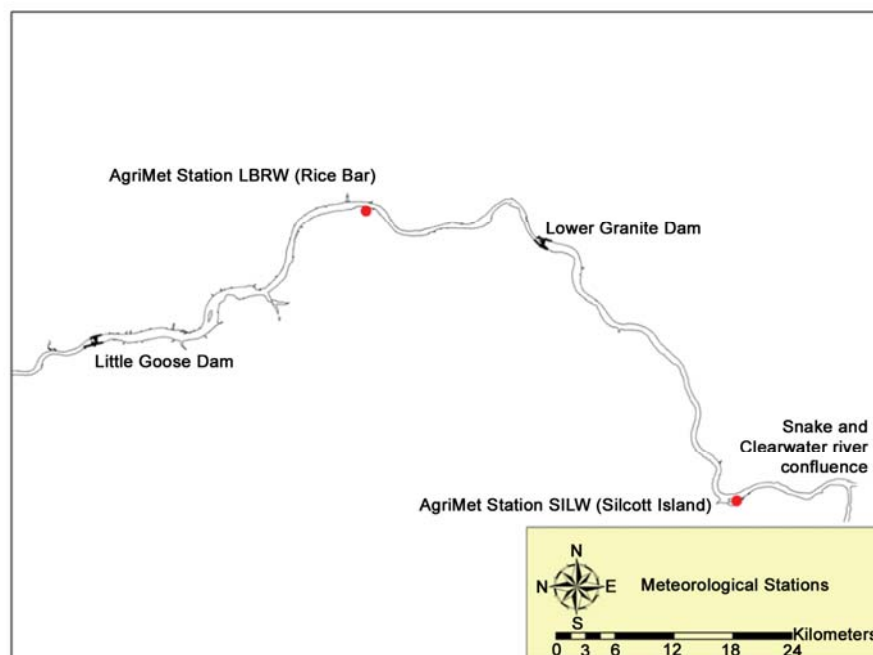 AgriMet Station LBRW (Rice Bar)
Lower Granite Dam
Little Goose Dam
Snake and
Clearwater river
confluence
AgriMet Station SILW (Silcott Island)
N
N E
S
Meteorological Stations
Kilometers
0 3 6 12 18 24